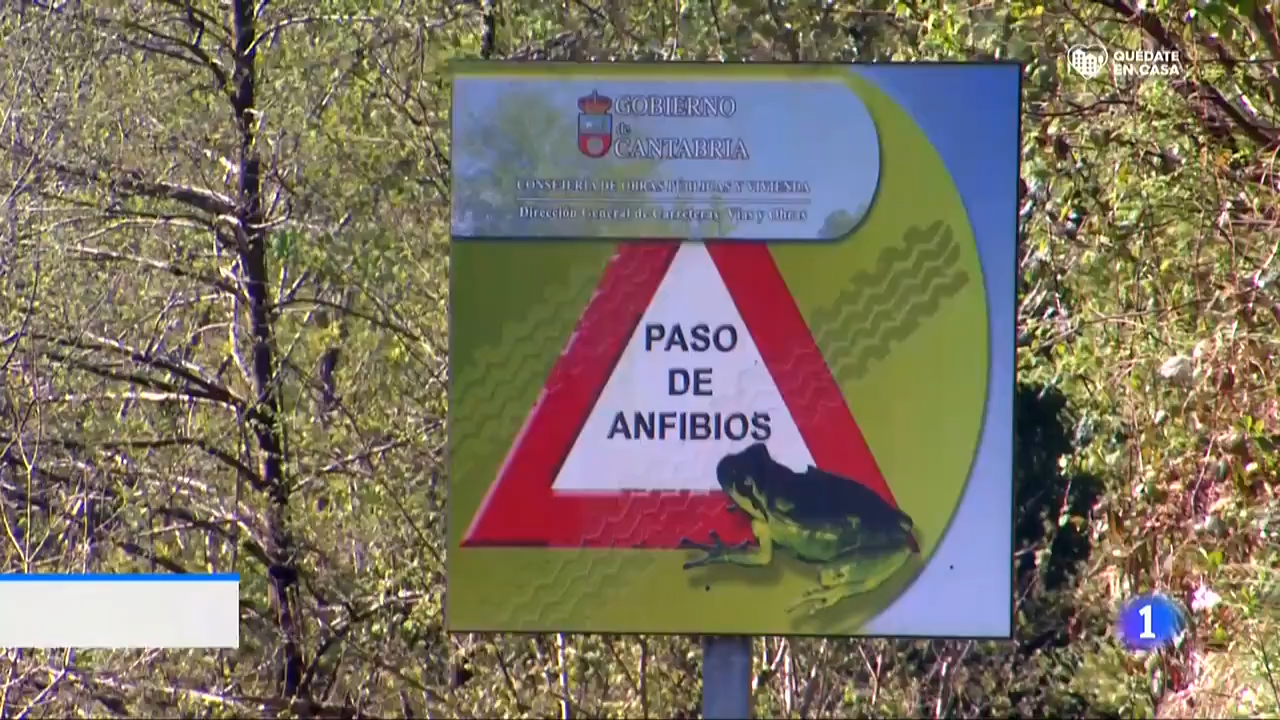 QUÉDATE
EN CASA
GOBIERNO
de
CANTABRIA
CONSEJERÍA DE OBRAS PÚBLICAS Y VIVIENDA
Dirección General de Carreteras, Vías y Obras
PASO
DE
ANFIBIOS
1